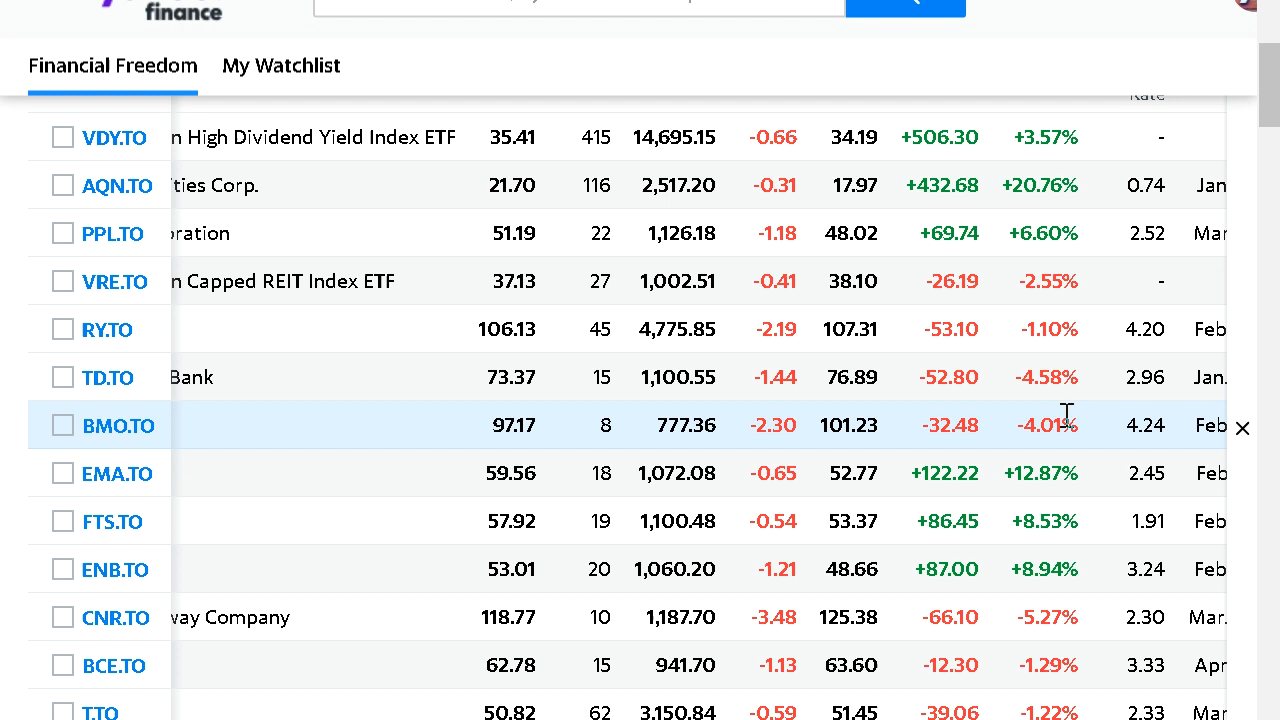 finance
Financial Freedom My Watchlist
Rate
VDY.TO n High Dividend Yield Index ETF 35.41 415 14,695.15 -0.66 34.19 +506.30 +3.57% -
AQN.TO ties Corp. 21.70 116 2,517.20 -0.31 17.97 +432.68 +20.76% 0.74 Jan
PPL.TO oration 51.19 22 1,126.18 -1.18 48.02 +69.74 +6.60% 2.52 Mar
VRE.TO n Capped REIT Index ETF 37.13 27 1,002.51 -0.41 38.10 -26.19 -2.55% -
RY.TO 106.13 45 4,775.85 -2.19 107.31 -53.10 -1.10% 4.20 Feb
TD.TO Bank 73.37 15 1,100.55 -1.44 76.89 -52.80 -4.58% 2.96 Jan.
BMO.TO 97.17 8 777.36 -2.30 101.23 -32.48 -4.01% 4.24 Feb
EMA.TO 59.56 18 1,072.08 -0.65 52.77 +122.22 +12.87% 2.45 Feb
FTS.TO 57.92 19 1,100.48 -0.54 53.37 +86.45 +8.53% 1.91 Feb
ENB.TO 53.01 20 1,060.20 -1.21 48.66 +87.00 +8.94% 3.24 Feb
CNR.TO way Company 118.77 10 1,187.70 -3.48 125.38 -66.10 -5.27% 2.30 Mar.
BCE.TO 62.78 15 941.70 -1.13 63.60 -12.30 -1.29% 3.33 Apr
T.TO 50.82 62 3,150.84 -0.59 51.45 -39.06 -1.22% 2.33 Mar